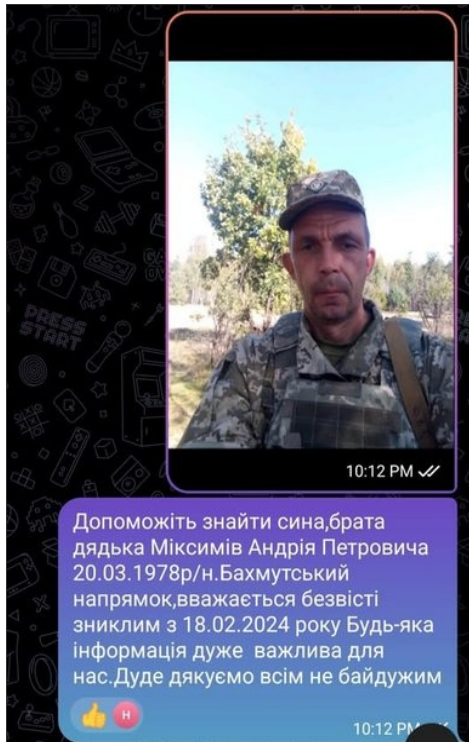 PRESS
START
10:12 PM
Допоможіть знайти сина,брата
дядька Міксимів Андрія Петровича
20.03.1978р/н.Бахмутський
напрямок,вважається безвісті
зниклим з 18.02.2024 року Будь-яка
інформація дуже важлива для
нас.Дуде дякуємо всім не байдужим
Н
10:12 PM